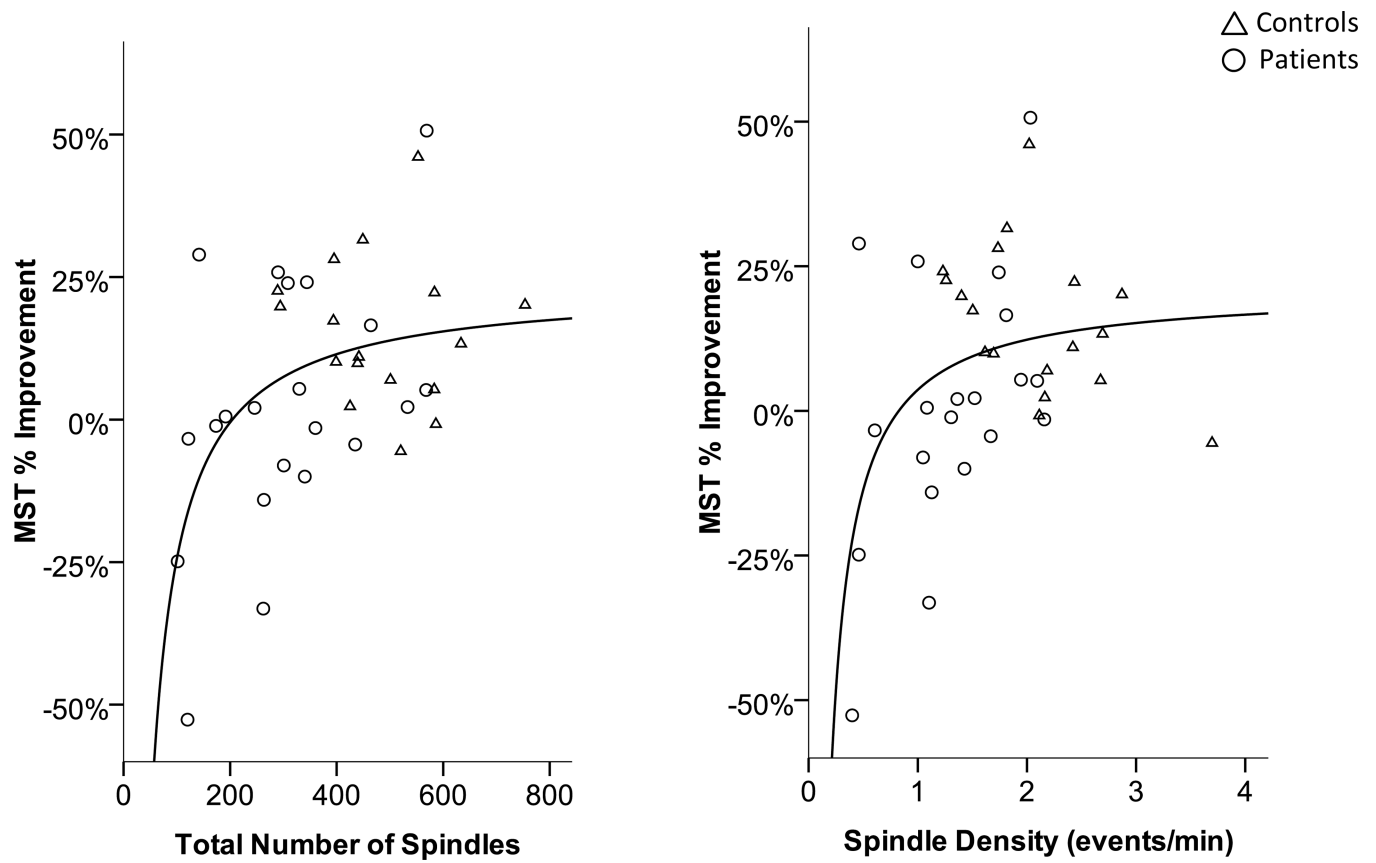 Controls
Patients
MST % Improvement
50%
25%
0%
-25%
-50%
0 200 400 600 800
Total Number of Spindles
MST % Improvement
50%
25%
0%
-25%
-50%
0 1 2 3 4
Spindle Density (events/min)